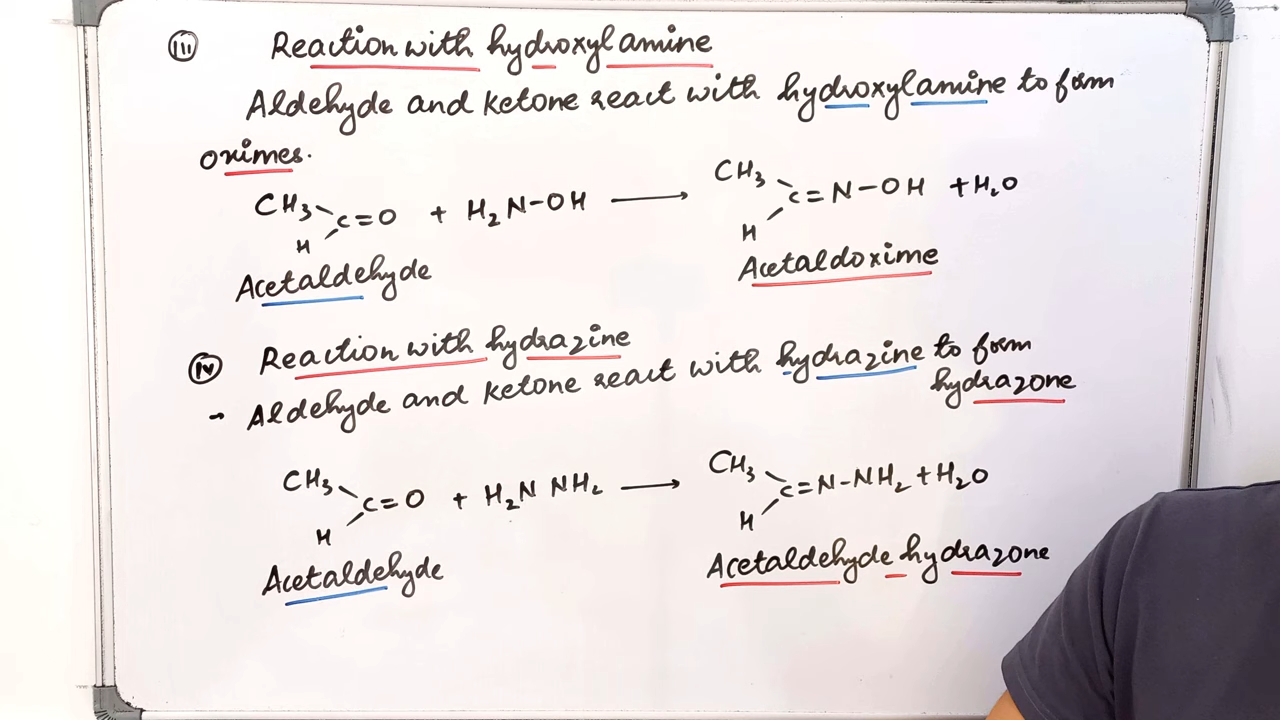 (iii) Reaction with hydroxylamine
Aldehyde and ketone react with hydroxylamine to form
oximes.
CH₃
C=O + H₂N-OH ⟶
H
CH₃
C=N-OH + H₂O
H
Acetaldehyde
Acetaldoxime
(iv) Reaction with hydrazine
- Aldehyde and ketone react with hydrazine to form
hydrazone
CH₃
C=O + H₂N NH₂ ⟶
H
CH₃
C=N-NH₂ + H₂O
H
Acetaldehyde
Acetaldehyde hydrazone